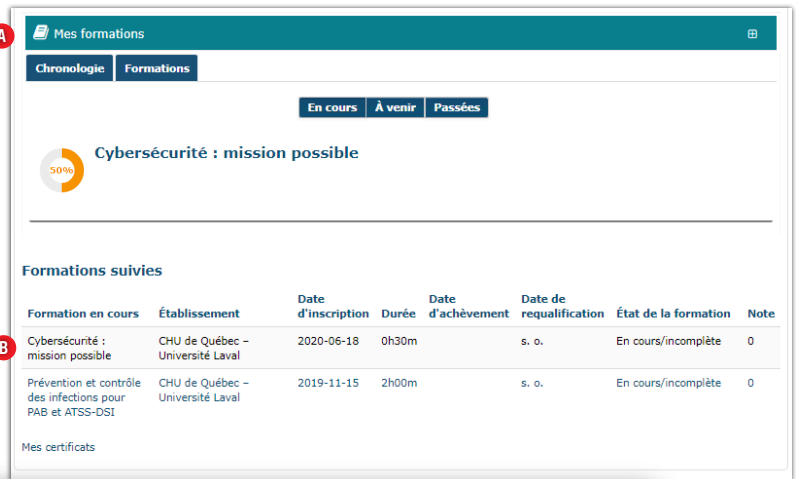 A
Mes formations
Chronologie Formations
En cours À venir Passées
50%
Cybersécurité : mission possible
Formations suivies
Formation en cours Établissement Date d'inscription Durée Date d'achèvement Date de requalification État de la formation Note
B
Cybersécurité : mission possible CHU de Québec – Université Laval 2020-06-18 0h30m s. o. En cours/incomplète 0
Prévention et contrôle des infections pour PAB et ATSS-DSI CHU de Québec – Université Laval 2019-11-15 2h00m s. o. En cours/incomplète 0
Mes certificats